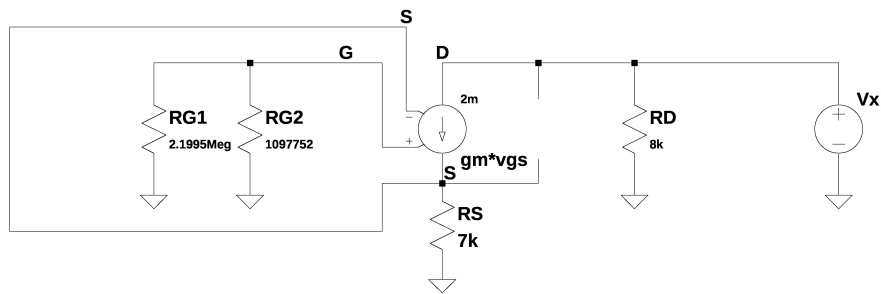 S
G
D
2m
Vx
RG1
RG2
RD
2.1995Meg
1097752
8k
gm*vgs
S
RS
7k